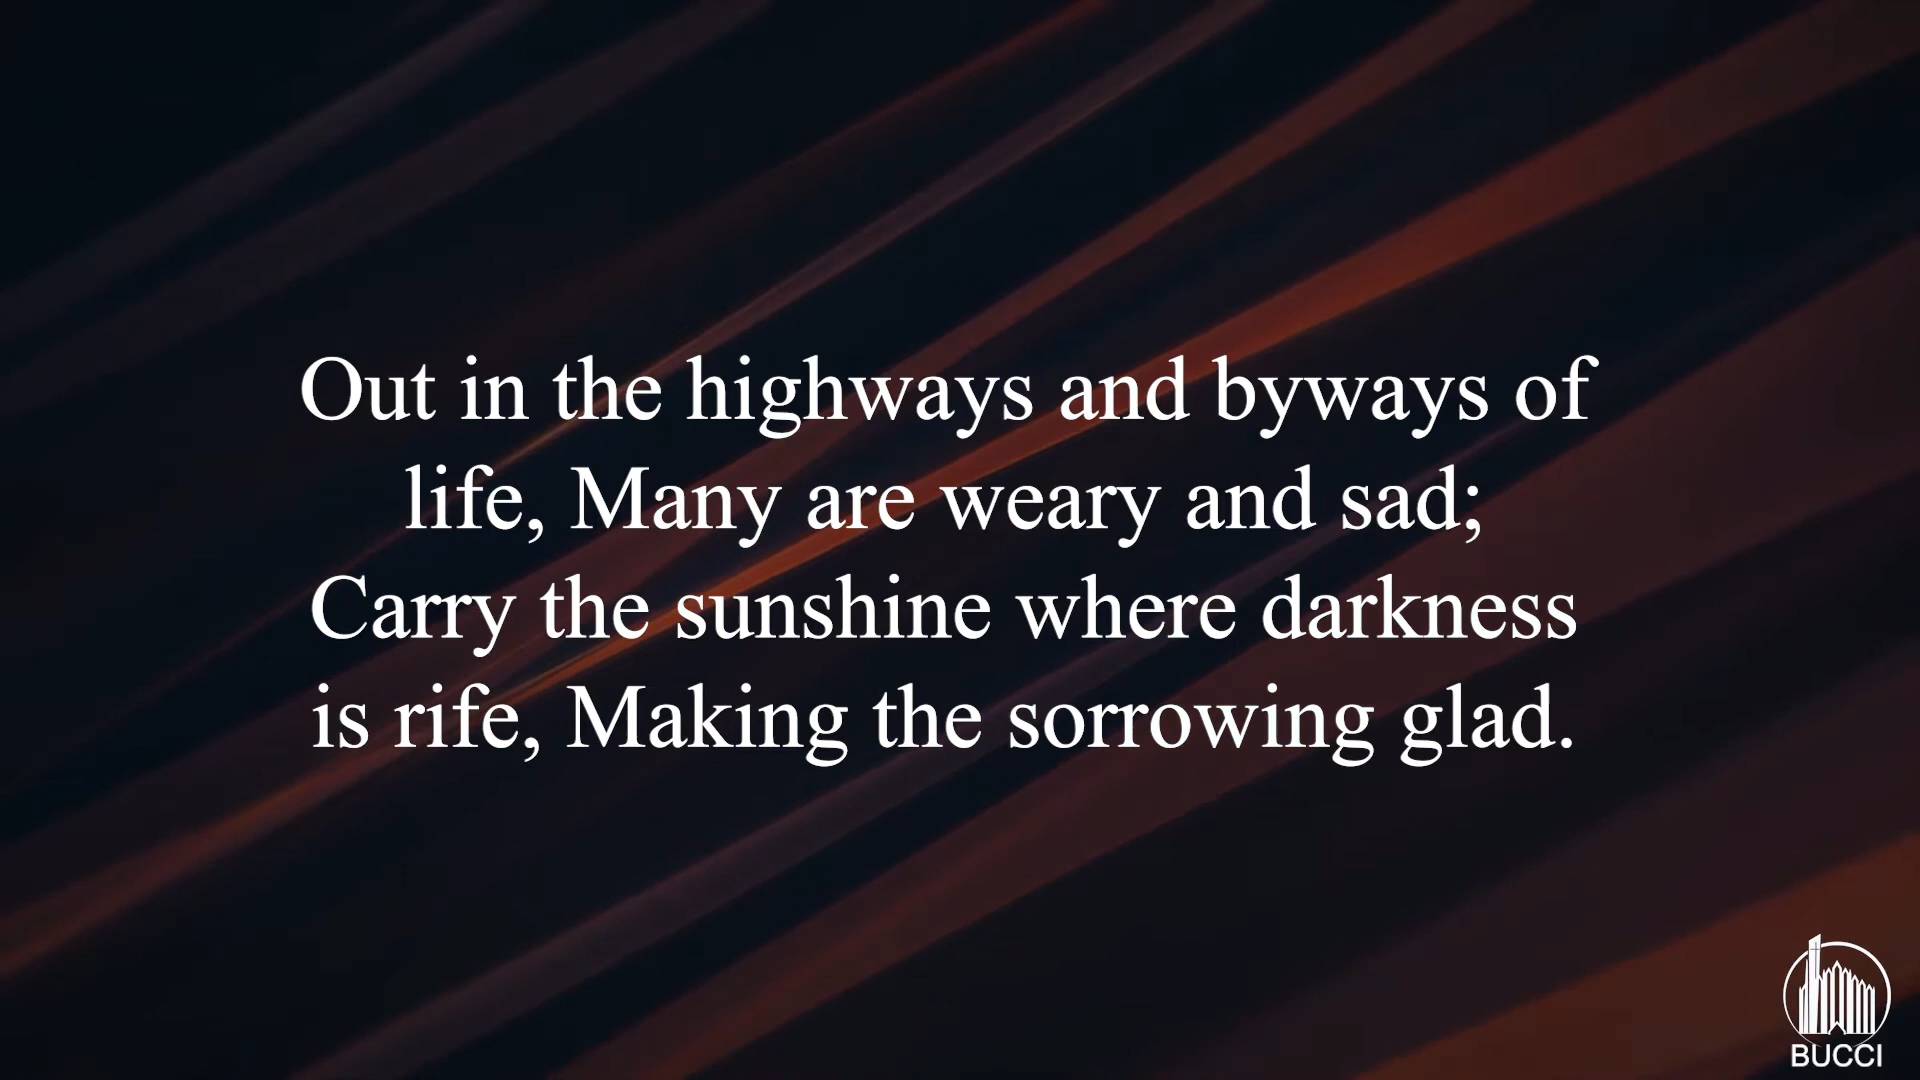 Out in the highways and byways of
life, Many are weary and sad;
Carry the sunshine where darkness
is rife, Making the sorrowing glad.
BUCCI